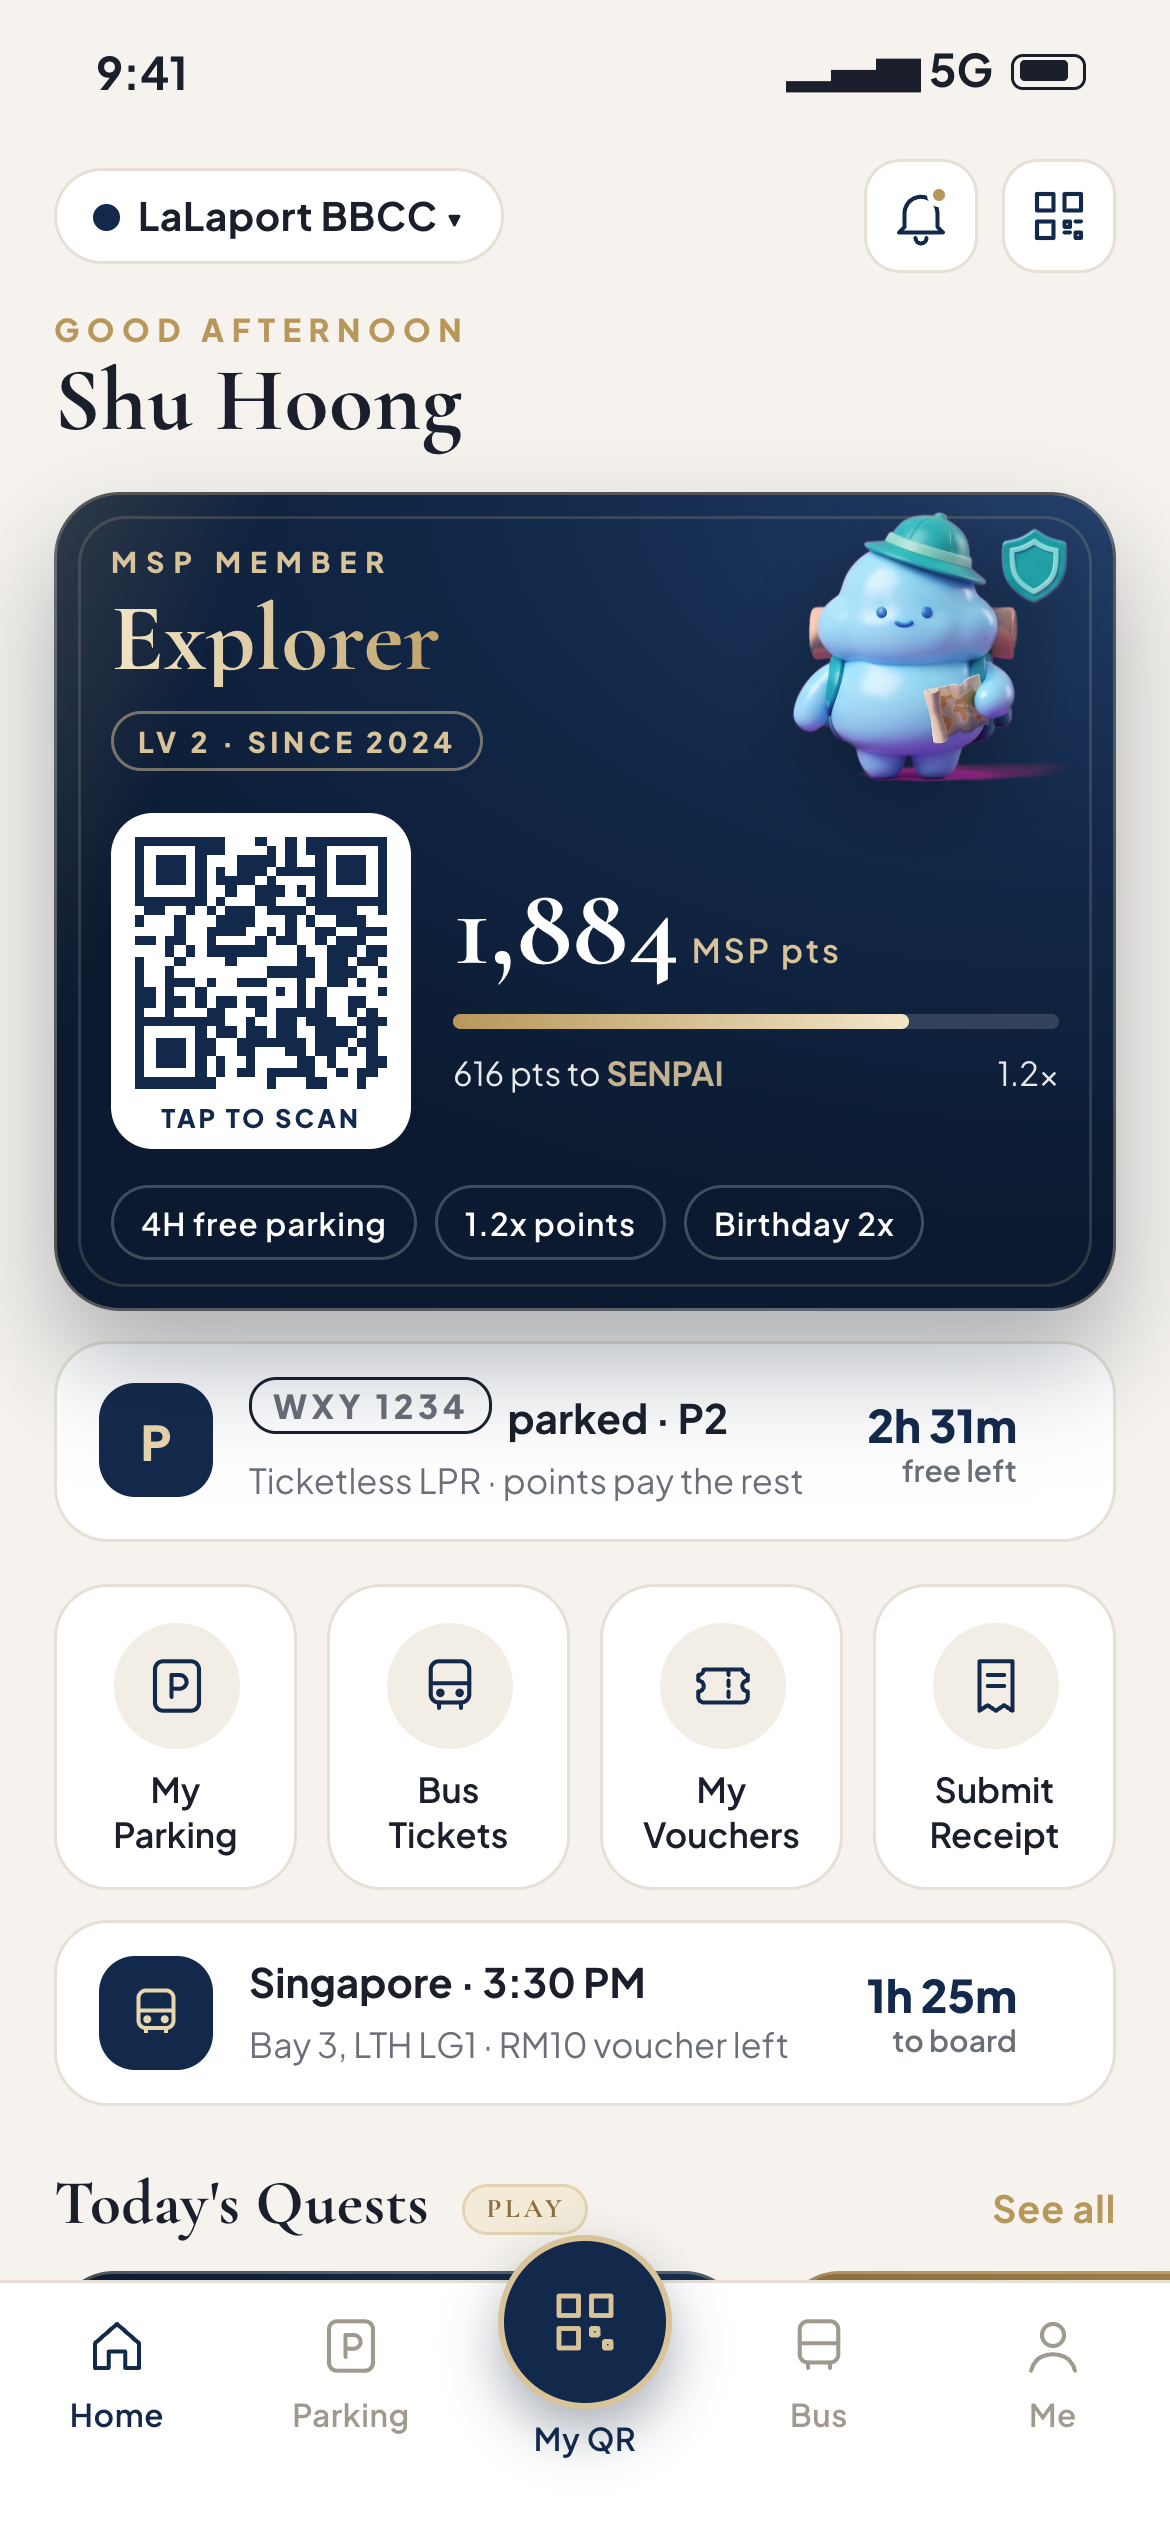 9:41
5G
LaLaport BBCC ▾
GOOD AFTERNOON
Shu Hoong
MSP MEMBER
Explorer
LV 2 · SINCE 2024
1,884 MSP pts
616 pts to SENPAI 1.2×
TAP TO SCAN
4H free parking 1.2x points Birthday 2x
P
WXY 1234 parked · P2
Ticketless LPR · points pay the rest
2h 31m
free left
P
My
Parking
Bus
Tickets
My
Vouchers
Submit
Receipt
Singapore · 3:30 PM
Bay 3, LTH LG1 · RM10 voucher left
1h 25m
to board
Today's Quests PLAY See all
P
Home Parking My QR Bus Me